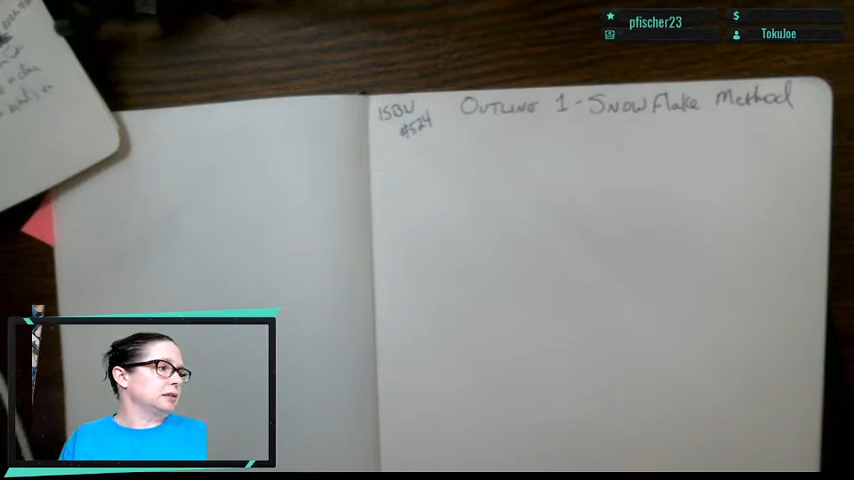 pfischer23
$
TokuJoe
ISBU
#524
OUTLINE 1 - SNOWFlake Method